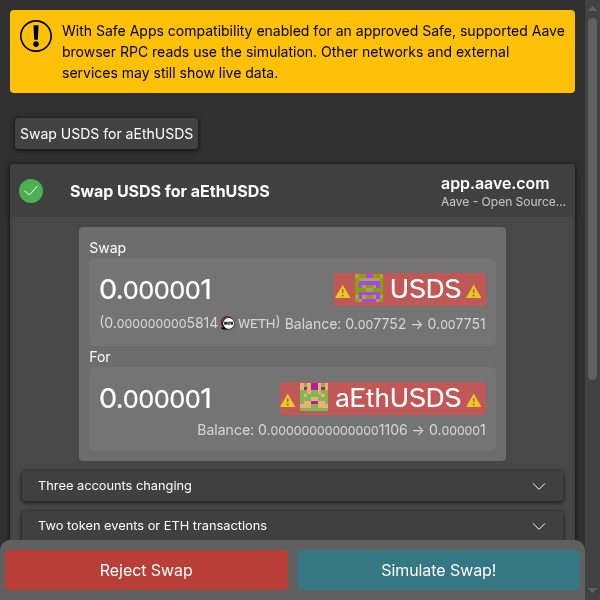 With Safe Apps compatibility enabled for an approved Safe, supported Aave
browser RPC reads use the simulation. Other networks and external
services may still show live data.
Swap USDS for aEthUSDS
Swap USDS for aEthUSDS
app.aave.com
Aave - Open Source...
Swap
0.000001
USDS
(0.0000000005814 WETH) Balance: 0.007752 → 0.007751
For
0.000001
aEthUSDS
Balance: 0.000000000000001106 → 0.000001
Three accounts changing
Two token events or ETH transactions
Reject Swap
Simulate Swap!